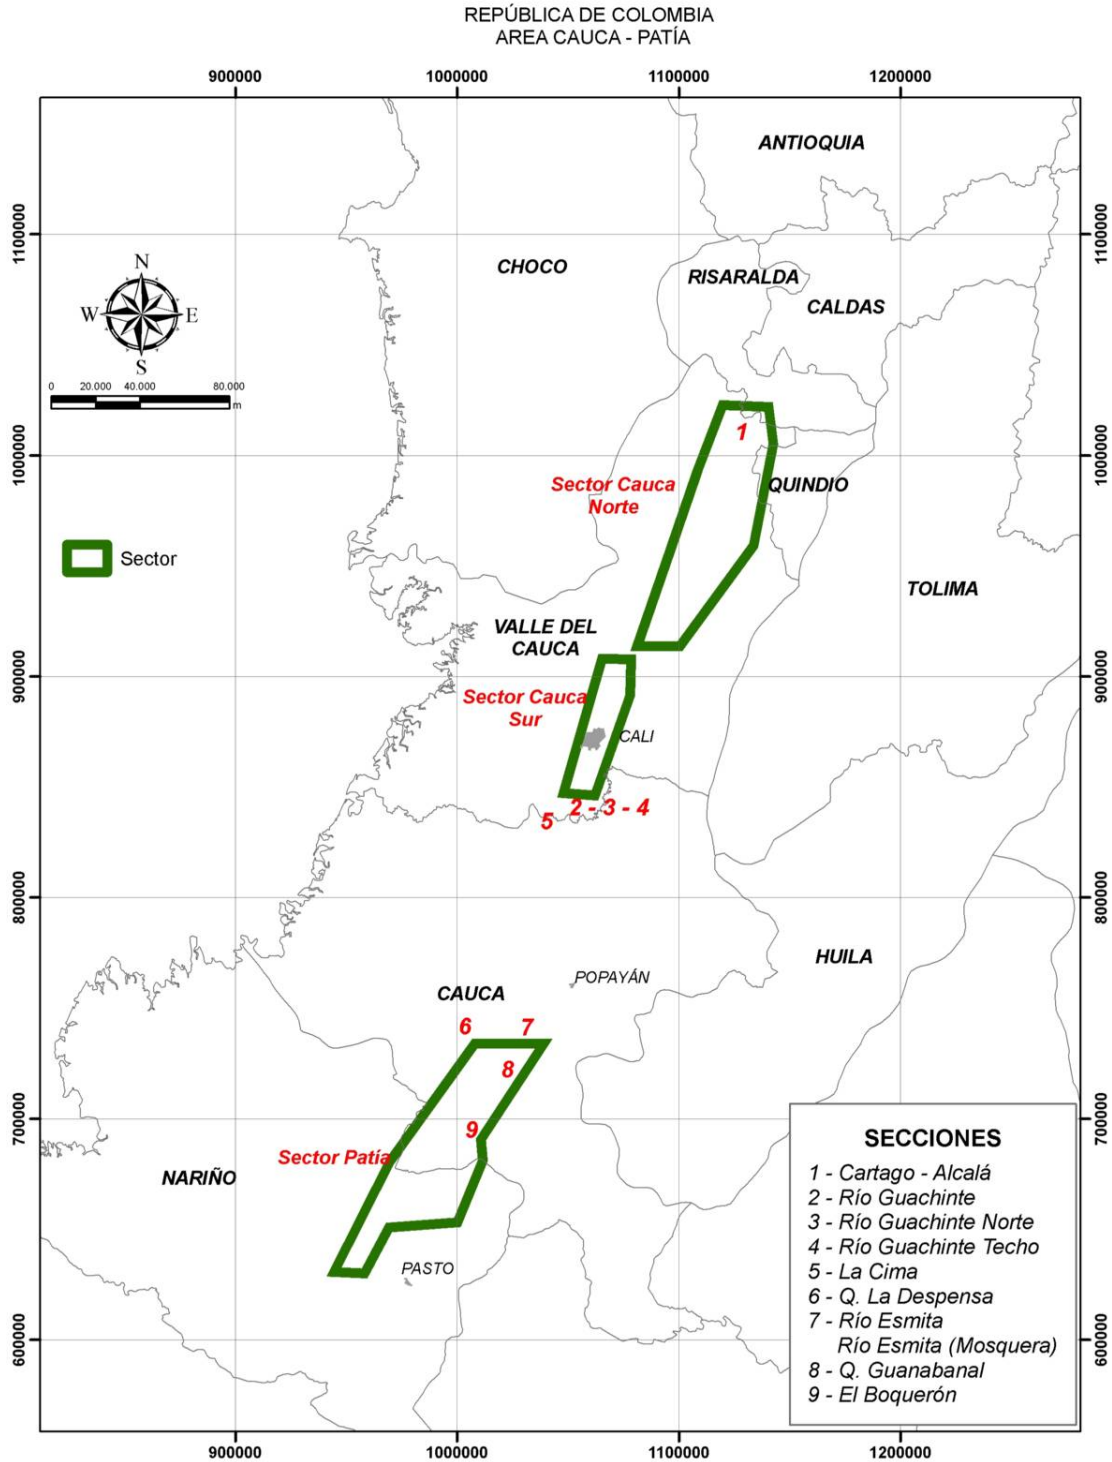 REPÚBLICA DE COLOMBIA
AREA CAUCA - PATÍA
900000 1000000 1100000 1200000
ANTIOQUIA
1100000 1100000
CHOCO
RISARALDA
CALDAS
N
W E
S
0 20.000 40.000 80.000
m
1
1000000 1000000
Sector Cauca
Norte
QUINDIO
Sector
TOLIMA
VALLE DEL
CAUCA
900000 900000
Sector Cauca
Sur
CALI
2 - 3 - 4
5
800000 800000
HUILA
POPAYÁN
CAUCA
6 7
8
700000 700000
9
Sector Patía
NARIÑO
PASTO
600000 600000
SECCIONES
1 - Cartago - Alcalá
2 - Río Guachinte
3 - Río Guachinte Norte
4 - Río Guachinte Techo
5 - La Cima
6 - Q. La Despensa
7 - Río Esmita
Río Esmita (Mosquera)
8 - Q. Guanabanal
9 - El Boquerón
900000 1000000 1100000 1200000